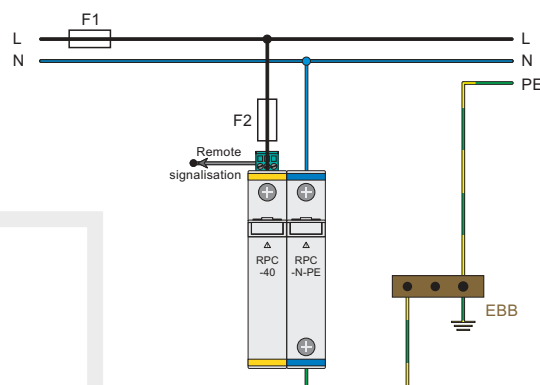 F1
L
L
N
N
PE
F2
Remote
signalisation
RPC
-40
RPC
-N-PE
EBB